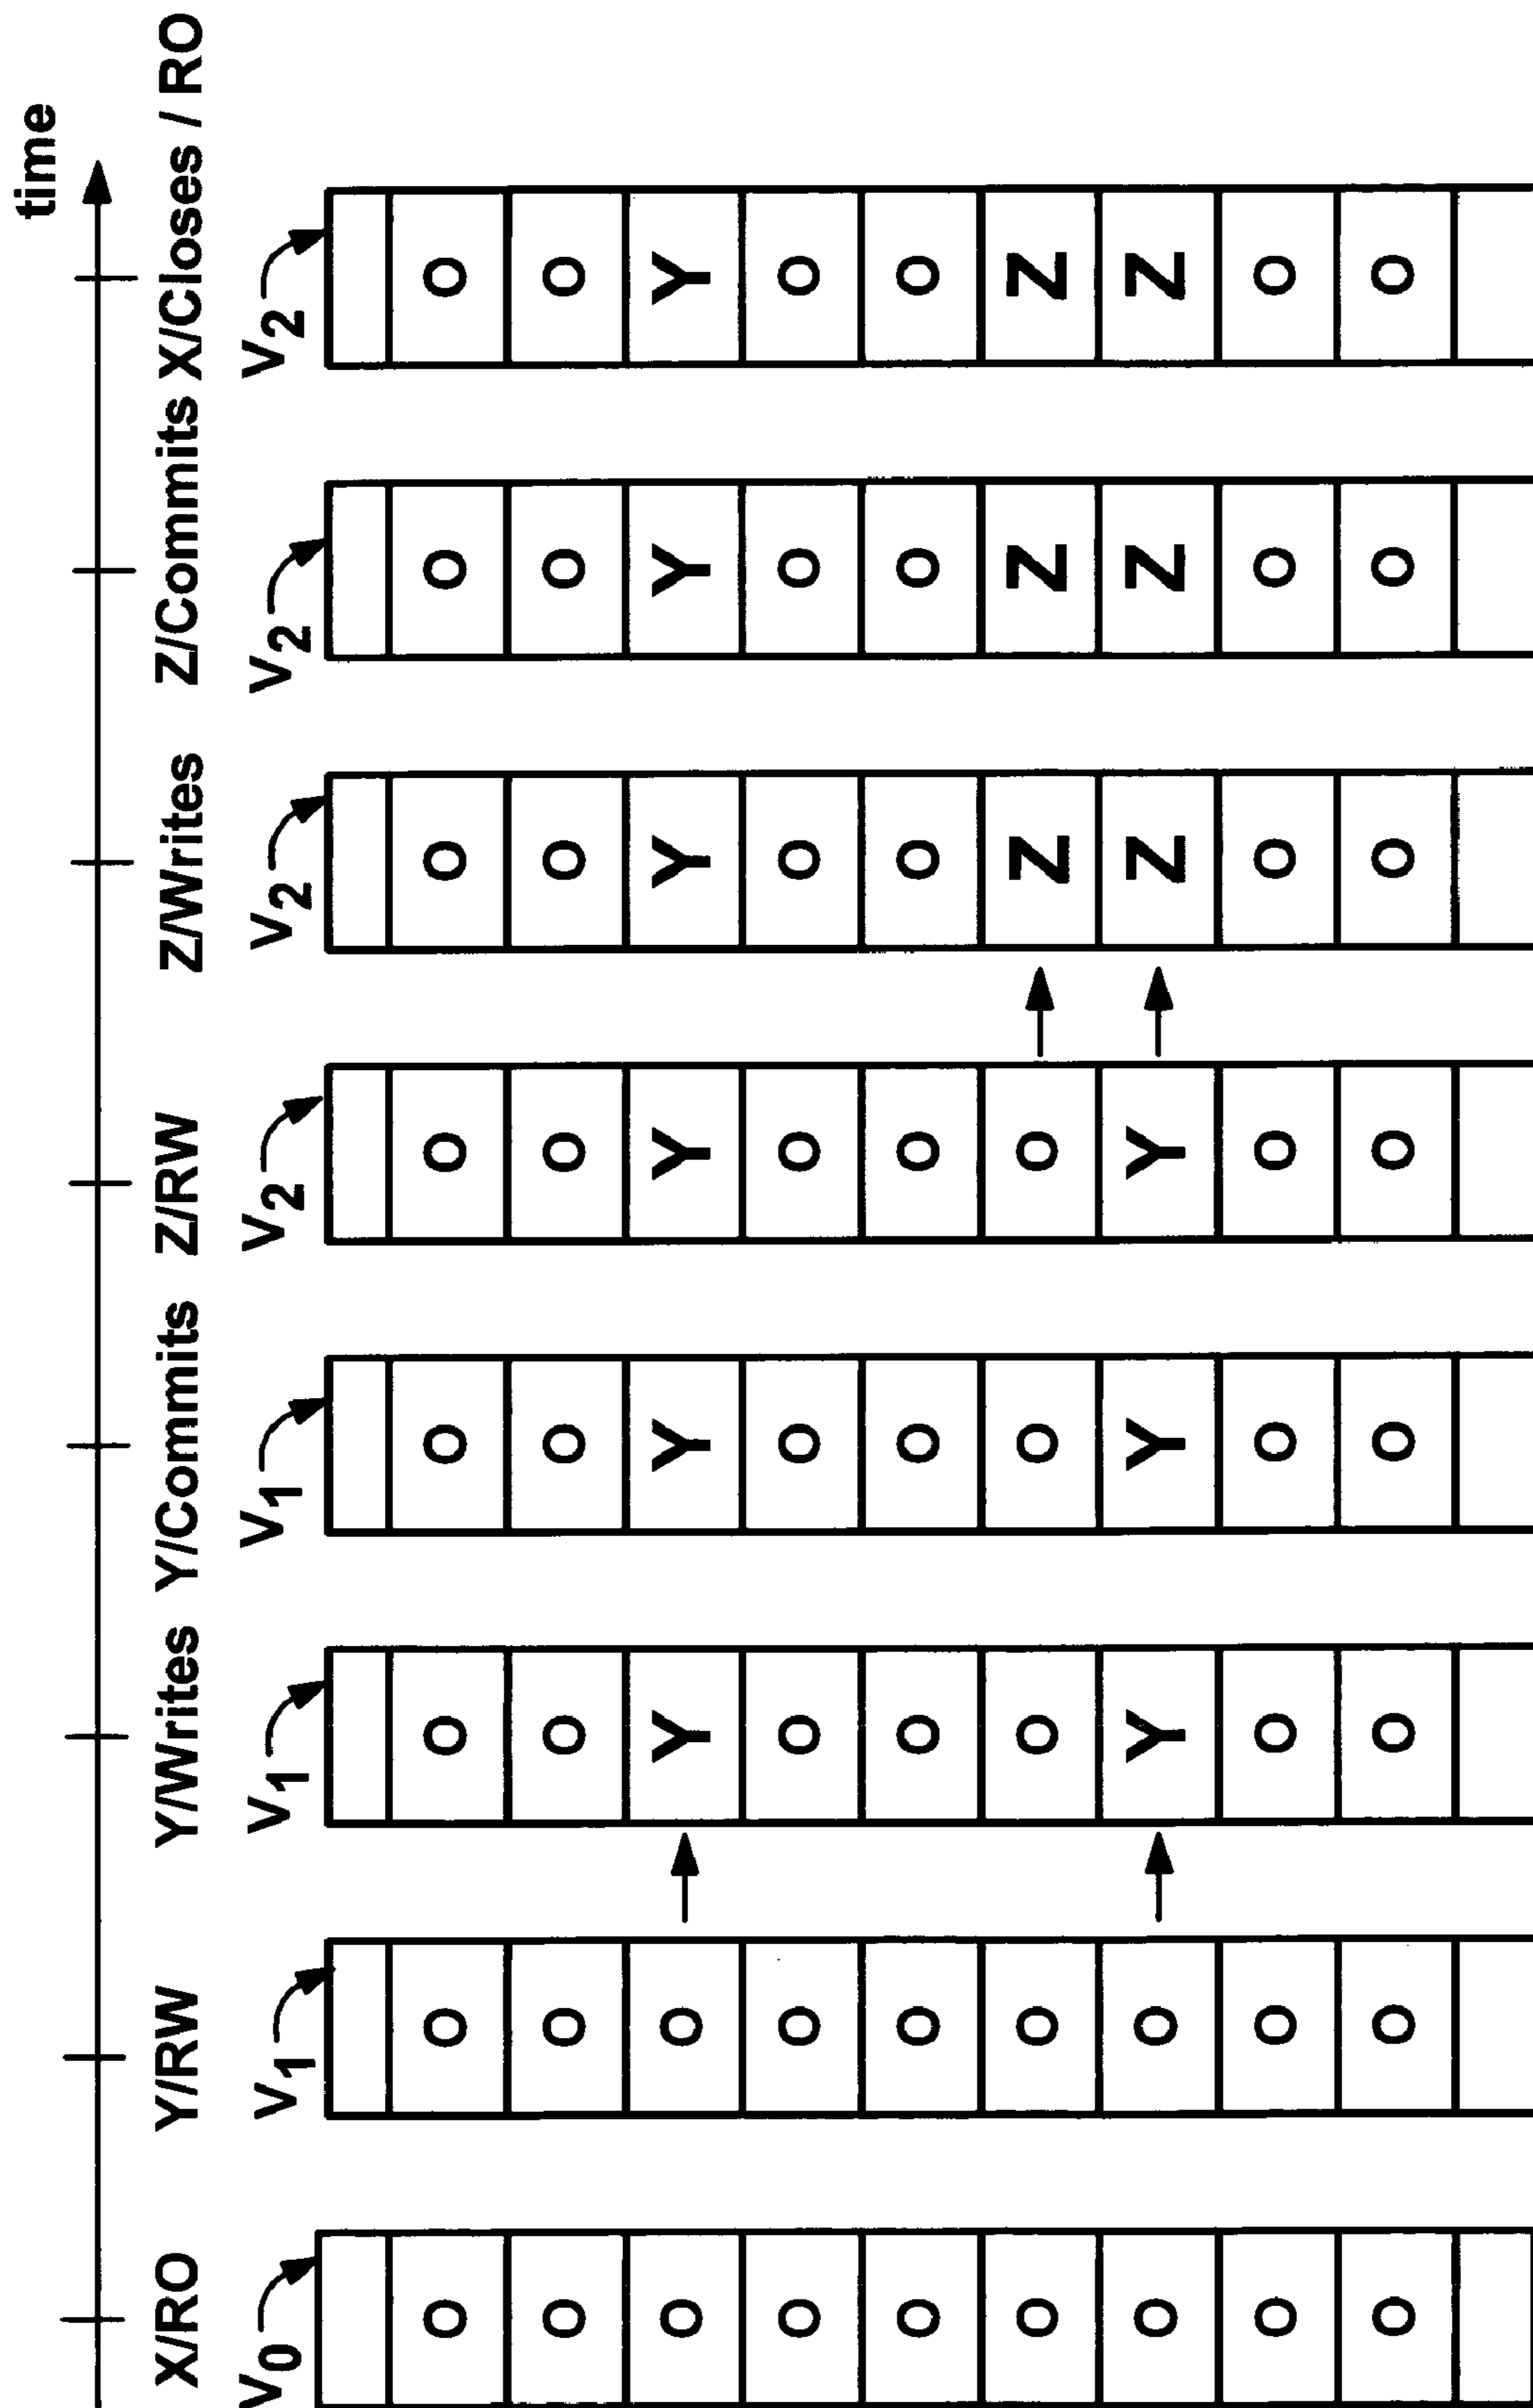 time
X/RO Y/RW Y/Writes Y/Commits Z/RW Z/Writes Z/Commits X/Closes / RO
V0 V1 V1 V1 V2 V2 V2 V2
O O O O O O O O
O O O O O O O O
O O Y Y Y Y Y Y
O O O O O O O O
O O O O O O O O
O O O O O Z Z Z
O O Y Y Y Z Z Z
O O O O O O O O
O O O O O O O O